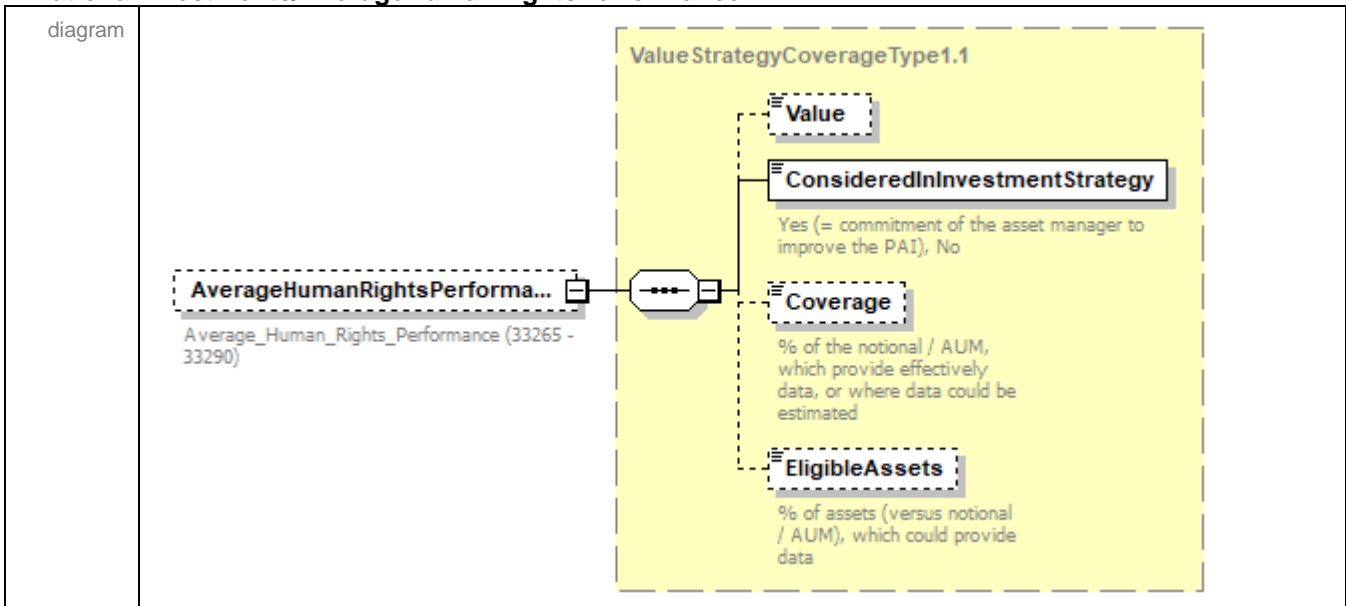 diagram
ValueStrategyCoverageType1.1
Value
ConsideredInInvestmentStrategy
Yes (= commitment of the asset manager to
improve the PAI), No
AverageHumanRightsPerforma...
Average_Human_Rights_Performance (33265 -
33290)
Coverage
% of the notional / AUM,
which provide effectively
data, or where data could be
estimated
EligibleAssets
% of assets (versus notional
/ AUM), which could provide
data